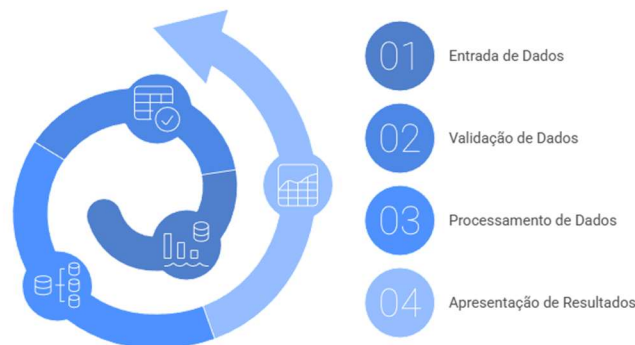 01
Entrada de Dados
02
Validação de Dados
03
Processamento de Dados
04
Apresentação de Resultados